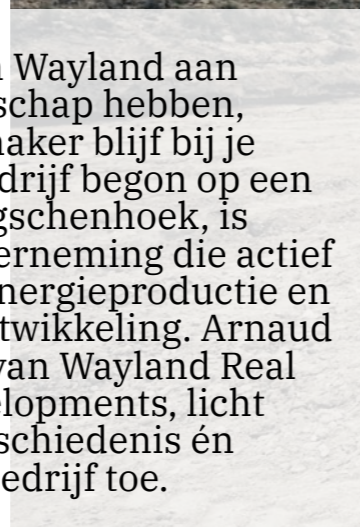 Wayland aan
schap hebben,
aker blijf bij je
drijf begon op een
gschenhoek, is
erneming die actief
nergieproductie en
twikkeling. Arnaud
van Wayland Real
elopments, licht
schiedenis én
edrijf toe.